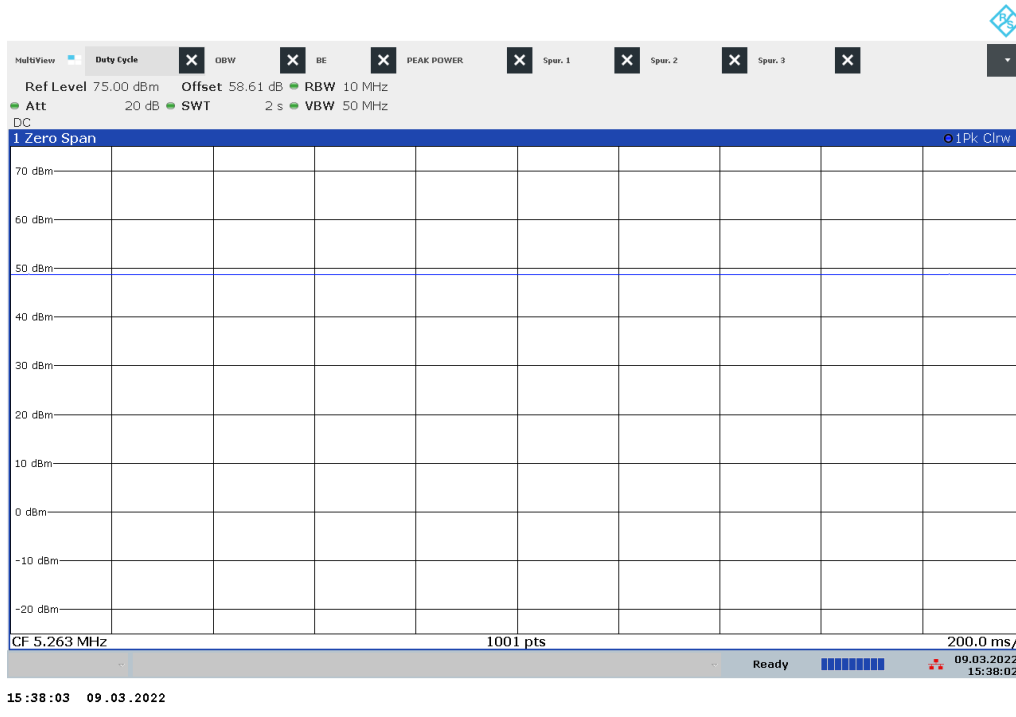 R S
MultiView Duty Cycle OBW BE PEAK POWER Spur. 1 Spur. 2 Spur. 3
Ref Level 75.00 dBm Offset 58.61 dB RBW 10 MHz
Att 20 dB SWT 2 s VBW 50 MHz
DC
1 Zero Span 1Pk Clrw
70 dBm
60 dBm
50 dBm
40 dBm
30 dBm
20 dBm
10 dBm
0 dBm
-10 dBm
-20 dBm
CF 5.263 MHz 1001 pts 200.0 ms/
Ready 09.03.2022
15:38:02
15:38:03 09.03.2022